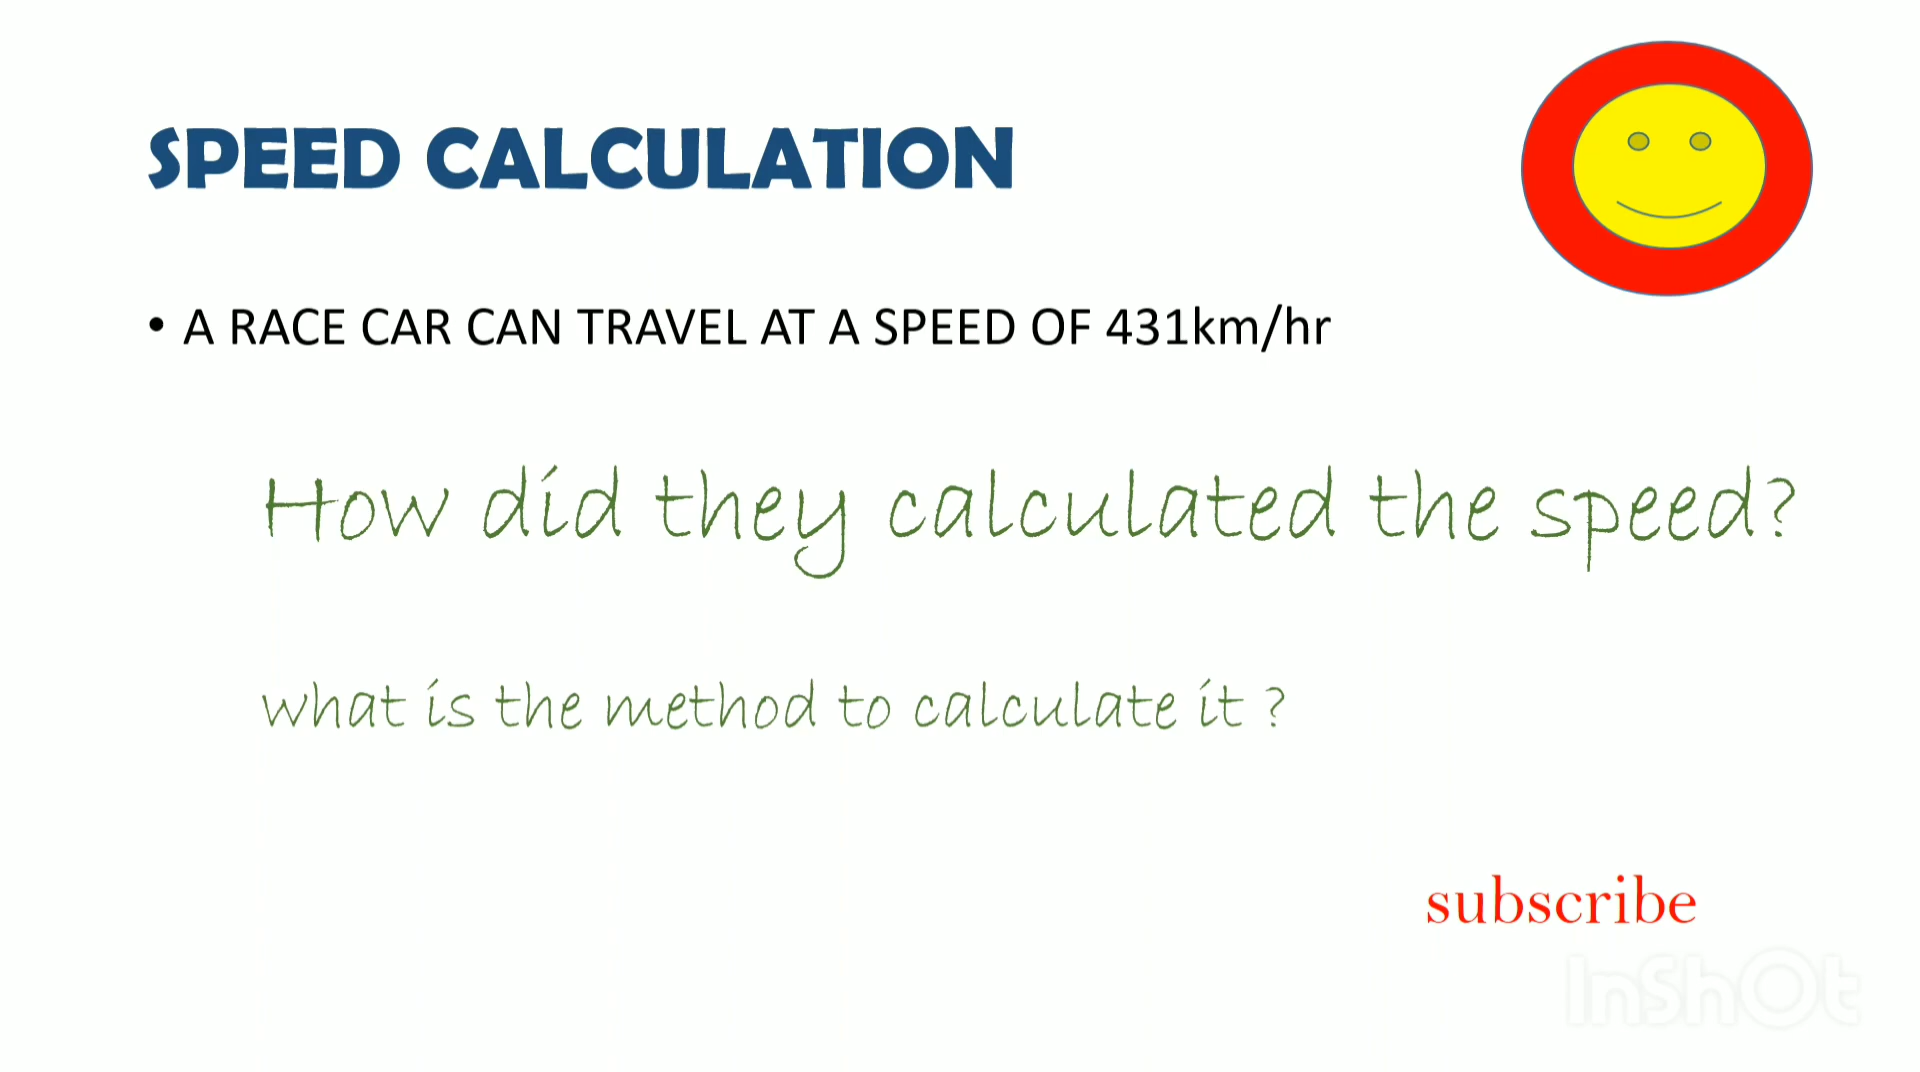 SPEED CALCULATION
• A RACE CAR CAN TRAVEL AT A SPEED OF 431km/hr
How did they calculated the speed?
what is the method to calculate it ?
subscribe
InShOt